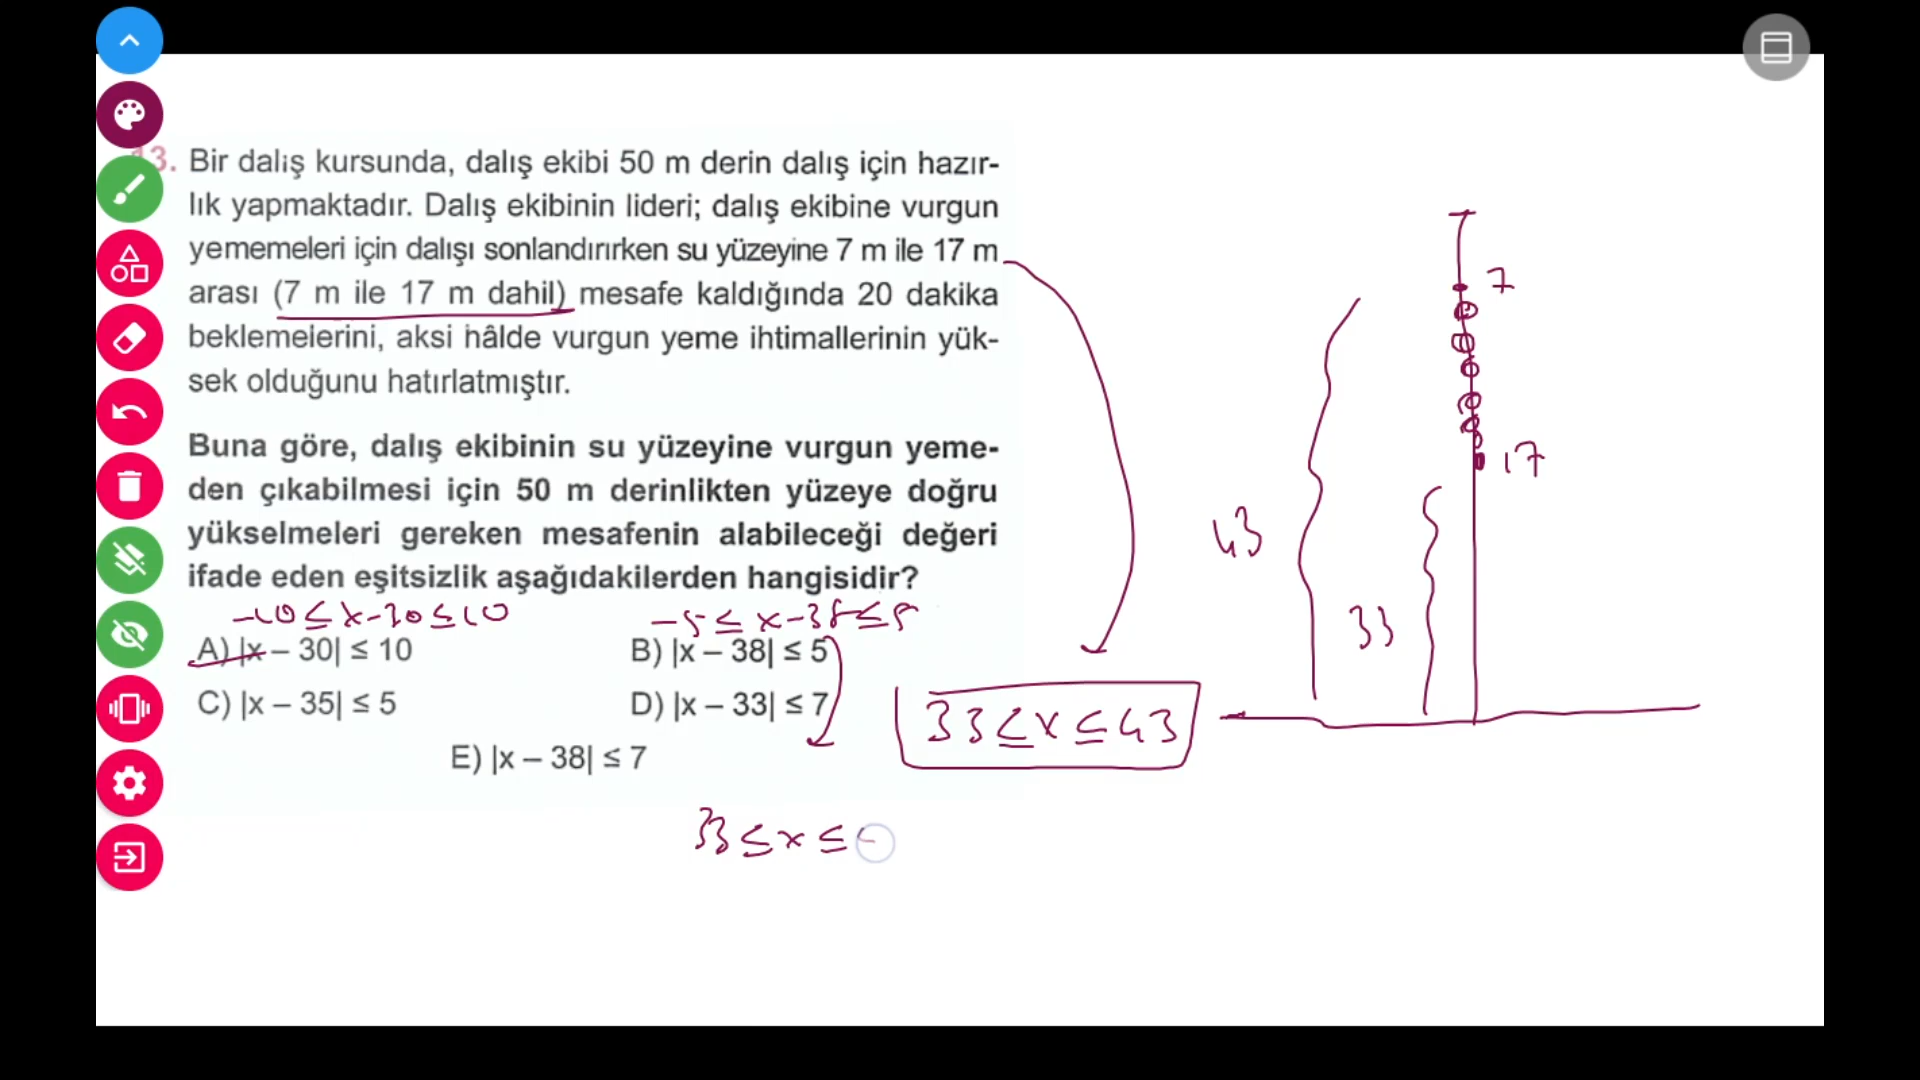 13. Bir dalış kursunda, dalış ekibi 50 m derin dalış için hazır-
lık yapmaktadır. Dalış ekibinin lideri; dalış ekibine vurgun
yememeleri için dalışı sonlandırırken su yüzeyine 7 m ile 17 m
arası (7 m ile 17 m dahil) mesafe kaldığında 20 dakika
beklemelerini, aksi hâlde vurgun yeme ihtimallerinin yük-
sek olduğunu hatırlatmıştır.
Buna göre, dalış ekibinin su yüzeyine vurgun yeme-
den çıkabilmesi için 50 m derinlikten yüzeye doğru
yükselmeleri gereken mesafenin alabileceği değeri
ifade eden eşitsizlik aşağıdakilerden hangisidir?
-10 ≤ x-30 ≤ 10
-5 ≤ x-38 ≤ 5
A) |x – 30| ≤ 10
B) |x – 38| ≤ 5
C) |x – 35| ≤ 5
D) |x – 33| ≤ 7
E) |x – 38| ≤ 7
33 ≤ x ≤ 43
33 ≤ x ≤
7
17
43
33